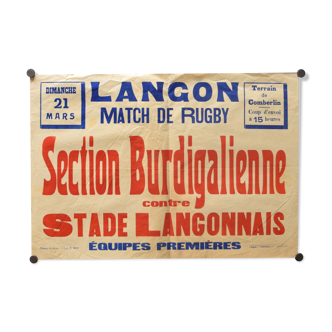 DIMANCHE
21
MARS
LANGON
MATCH DE RUGBY
Terrain
de
Comberlin
Coup d'envoi
à 15 heures
Section Burdigalienne
contre
STADE LANGONNAIS
ÉQUIPES PREMIÈRES